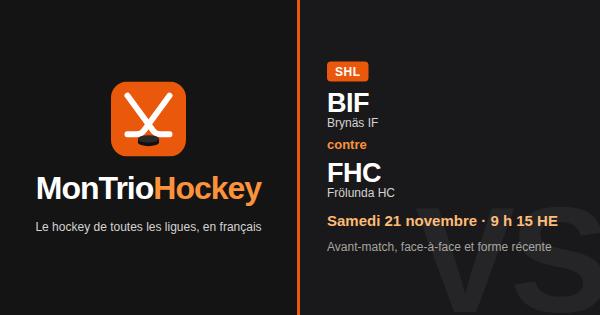 MonTrioHockey
Le hockey de toutes les ligues, en français
SHL
BIF
Brynäs IF
contre
FHC
Frölunda HC
Samedi 21 novembre · 9 h 15 HE
Avant-match, face-à-face et forme récente
VS